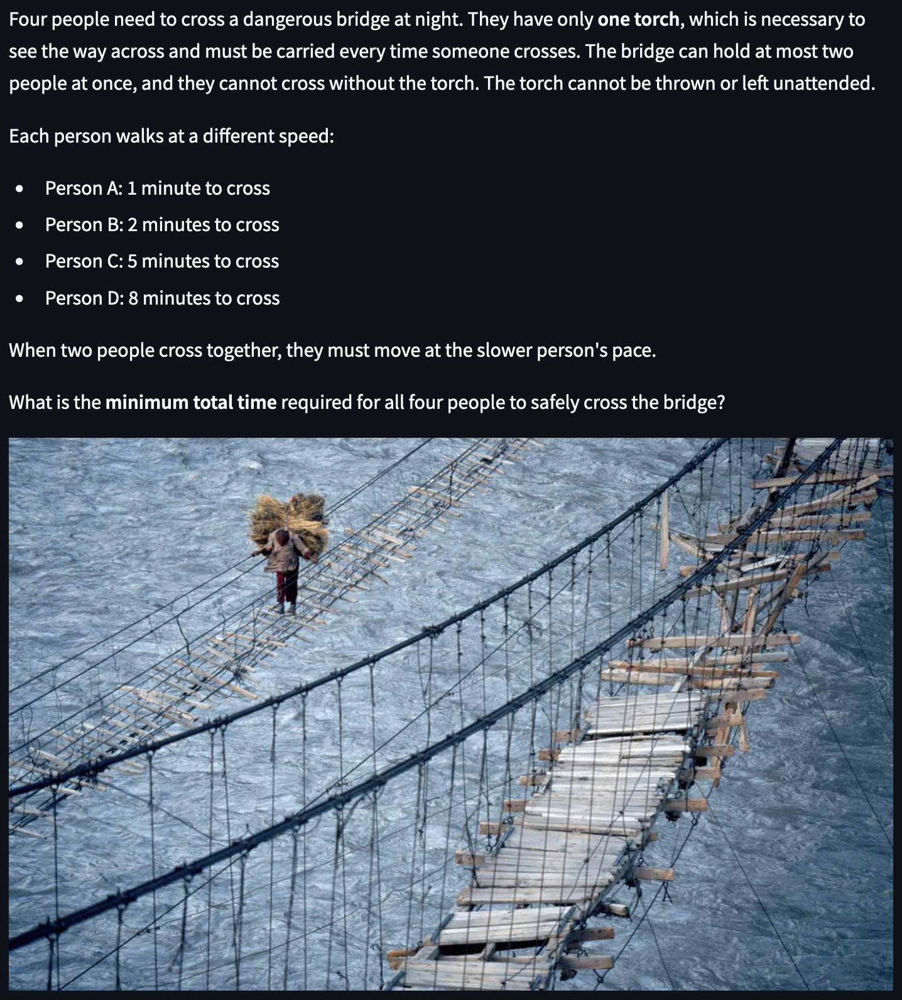 Four people need to cross a dangerous bridge at night. They have only one torch, which is necessary to
see the way across and must be carried every time someone crosses. The bridge can hold at most two
people at once, and they cannot cross without the torch. The torch cannot be thrown or left unattended.
Each person walks at a different speed:
• Person A: 1 minute to cross
• Person B: 2 minutes to cross
• Person C: 5 minutes to cross
• Person D: 8 minutes to cross
When two people cross together, they must move at the slower person's pace.
What is the minimum total time required for all four people to safely cross the bridge?